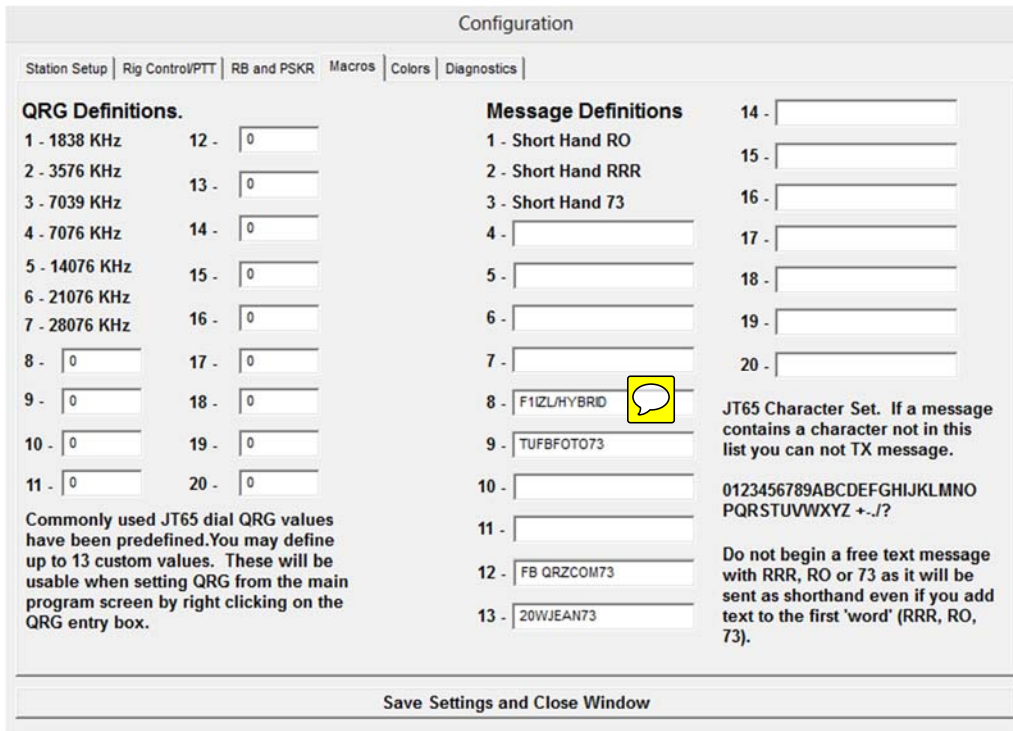 Configuration
Station Setup Rig Control/PTT RB and PSKR Macros Colors Diagnostics
QRG Definitions.
1 - 1838 KHz
2 - 3576 KHz
3 - 7039 KHz
4 - 7076 KHz
5 - 14076 KHz
6 - 21076 KHz
7 - 28076 KHz
8 - 0
9 - 0
10 - 0
11 - 0
12 - 0
13 - 0
14 - 0
15 - 0
16 - 0
17 - 0
18 - 0
19 - 0
20 - 0
Commonly used JT65 dial QRG values
have been predefined.You may define
up to 13 custom values. These will be
usable when setting QRG from the main
program screen by right clicking on the
QRG entry box.
Message Definitions
1 - Short Hand RO
2 - Short Hand RRR
3 - Short Hand 73
4 -
5 -
6 -
7 -
8 - F1IZL/HYBRID
9 - TUFBFOTO73
10 -
11 -
12 - FB QRZCOM73
13 - 20WJEAN73
14 -
15 -
16 -
17 -
18 -
19 -
20 -
JT65 Character Set. If a message
contains a character not in this
list you can not TX message.
0123456789ABCDEFGHIJKLMNO
PQRSTUVWXYZ +-./?
Do not begin a free text message
with RRR, RO or 73 as it will be
sent as shorthand even if you add
text to the first 'word' (RRR, RO,
73).
Save Settings and Close Window